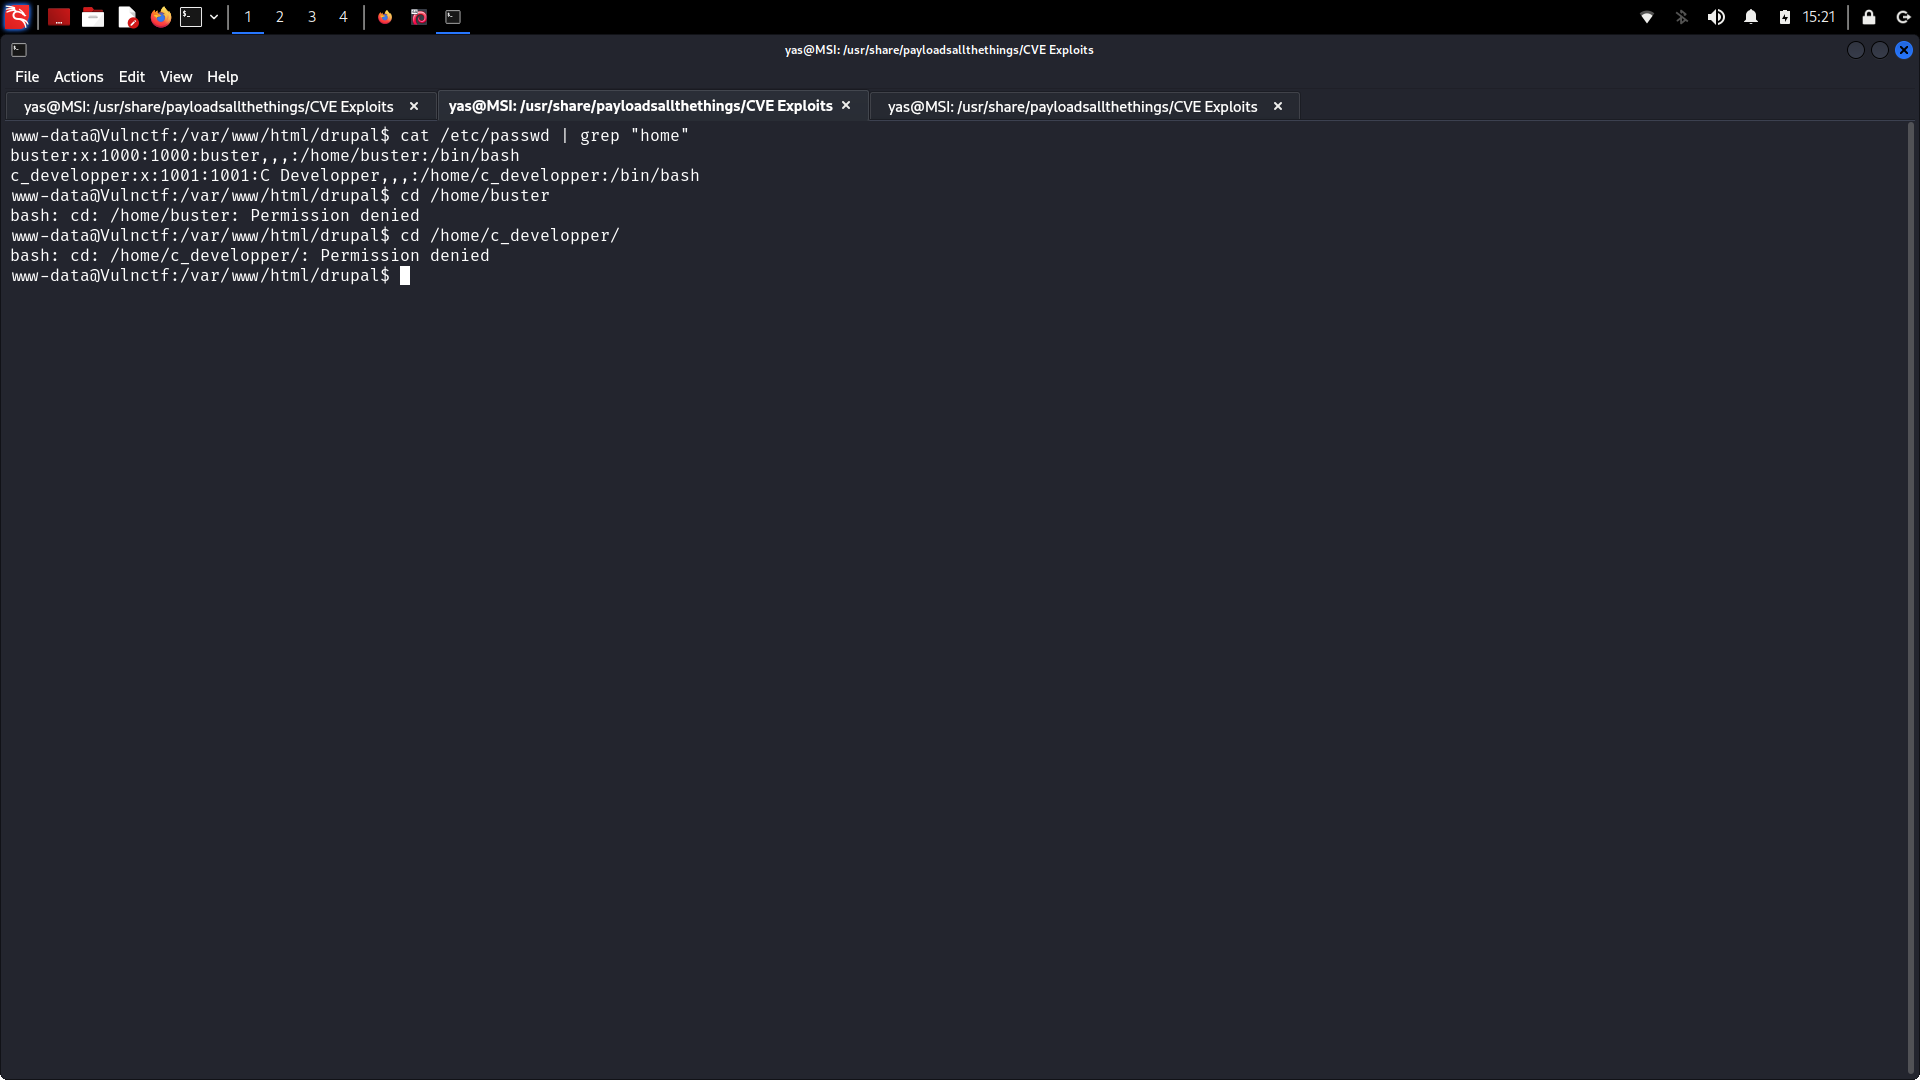 1 2 3 4 15:21
yas@MSI: /usr/share/payloadsallthethings/CVE Exploits
File Actions Edit View Help
yas@MSI: /usr/share/payloadsallthethings/CVE Exploits × yas@MSI: /usr/share/payloadsallthethings/CVE Exploits × yas@MSI: /usr/share/payloadsallthethings/CVE Exploits ×
www-data@Vulnctf:/var/www/html/drupal$ cat /etc/passwd | grep "home"
buster:x:1000:1000:buster,,,:/home/buster:/bin/bash
c_developper:x:1001:1001:C Developper,,,:/home/c_developper:/bin/bash
www-data@Vulnctf:/var/www/html/drupal$ cd /home/buster
bash: cd: /home/buster: Permission denied
www-data@Vulnctf:/var/www/html/drupal$ cd /home/c_developper/
bash: cd: /home/c_developper/: Permission denied
www-data@Vulnctf:/var/www/html/drupal$